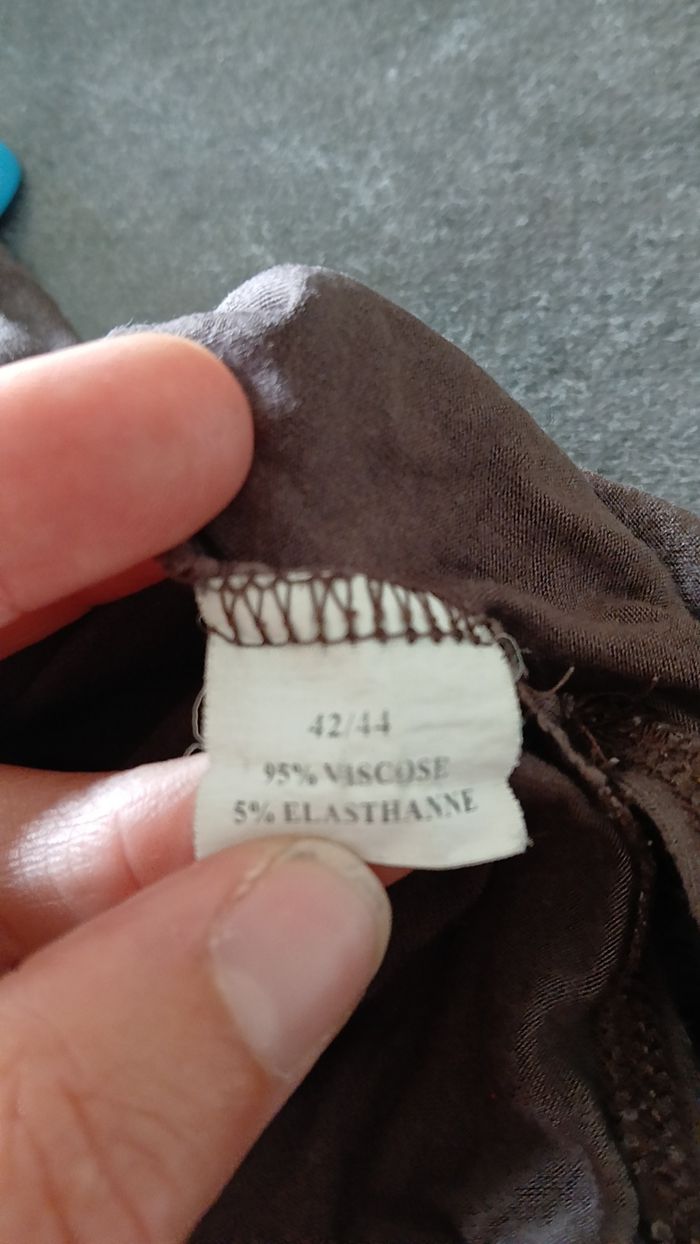 42/44
95% VISCOSE
5% ELASTHANNE